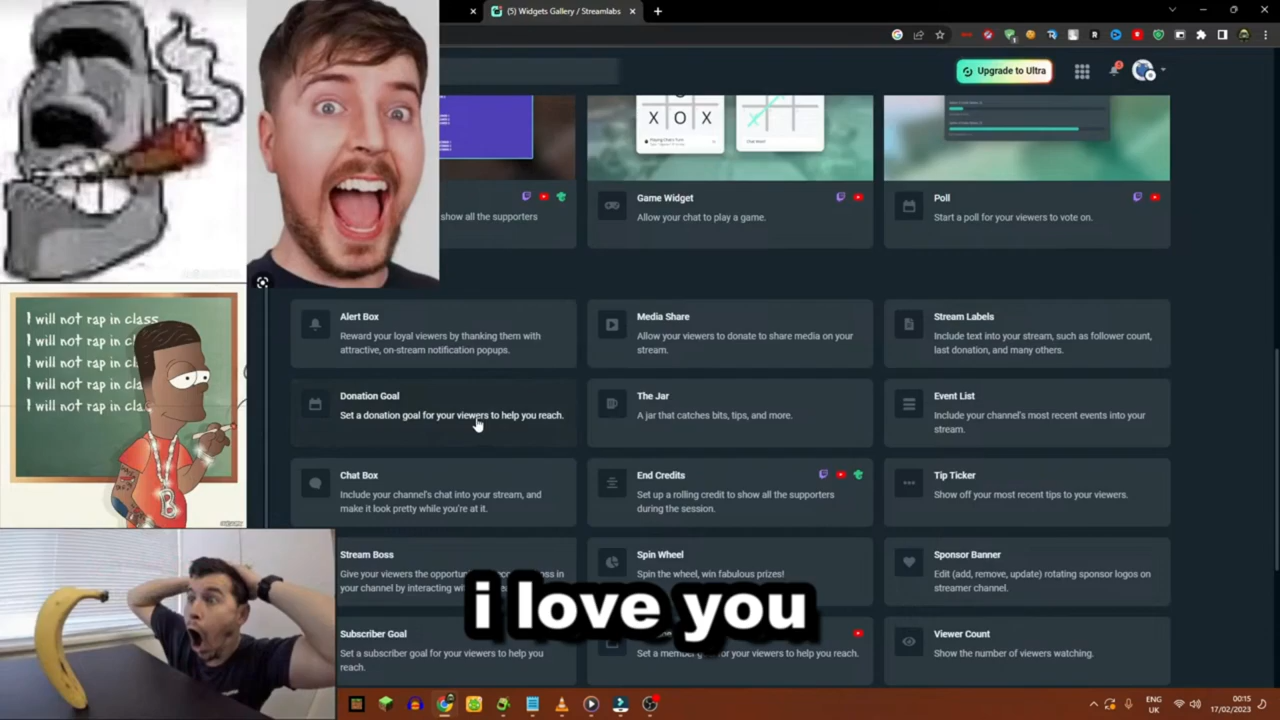 (5) Widgets Gallery / Streamlabs
Upgrade to Ultra
show all the supporters
Game Widget
Allow your chat to play a game.
Poll
Start a poll for your viewers to vote on.
I will not rap in class
I will not rap in cla
I will not rap in cl
I will not rap in cla
I will not rap in clas
Alert Box
Reward your loyal viewers by thanking them with
attractive, on-stream notification popups.
Media Share
Allow your viewers to donate to share media on your
stream.
Stream Labels
Include text into your stream, such as follower count,
last donation, and many others.
Donation Goal
Set a donation goal for your viewers to help you reach.
The Jar
A jar that catches bits, tips, and more.
Event List
Include your channel's most recent events into your
stream.
Chat Box
Include your channel's chat into your stream, and
make it look pretty while you're at it.
End Credits
Set up a rolling credit to show all the supporters
during the session.
Tip Ticker
Show off your most recent tips to your viewers.
Stream Boss
Give your viewers the opportu
in
your channel by interacting wi
Spin Wheel
Spin the wheel, win fabulous prizes!
Sponsor Banner
Edit (add, remove, update) rotating sponsor logos on
streamer channel.
i love you
Subscriber Goal
Set a subscriber goal for your viewers to help you
reach.
Set a mem
for your viewers to help you reach.
Viewer Count
Show the number of viewers watching.
ENG
UK
00:15
17/02/2023